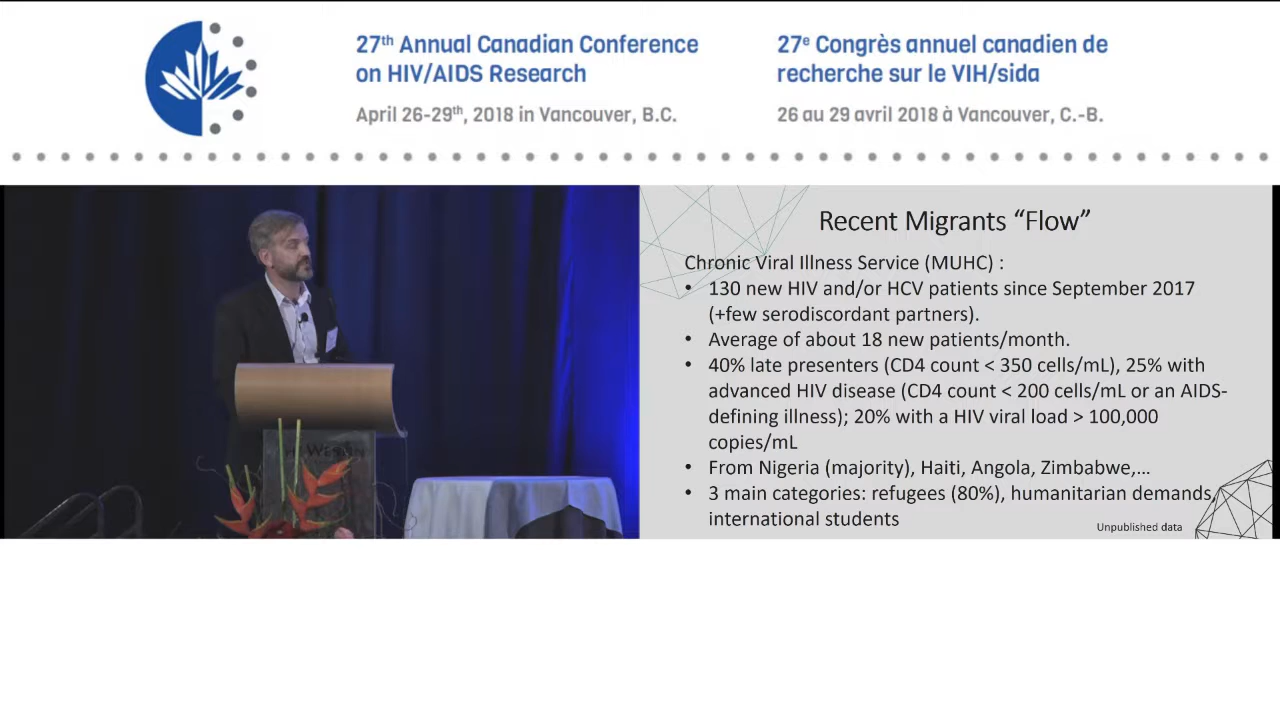 27th Annual Canadian Conference
on HIV/AIDS Research
April 26-29th, 2018 in Vancouver, B.C.
27e Congrès annuel canadien de
recherche sur le VIH/sida
26 au 29 avril 2018 à Vancouver, C.-B.
Recent Migrants “Flow”
Chronic Viral Illness Service (MUHC) :
• 130 new HIV and/or HCV patients since September 2017
(+few serodiscordant partners).
• Average of about 18 new patients/month.
• 40% late presenters (CD4 count < 350 cells/mL), 25% with
advanced HIV disease (CD4 count < 200 cells/mL or an AIDS-
defining illness); 20% with a HIV viral load > 100,000
copies/mL
• From Nigeria (majority), Haiti, Angola, Zimbabwe,...
• 3 main categories: refugees (80%), humanitarian demands,
international students
Unpublished data